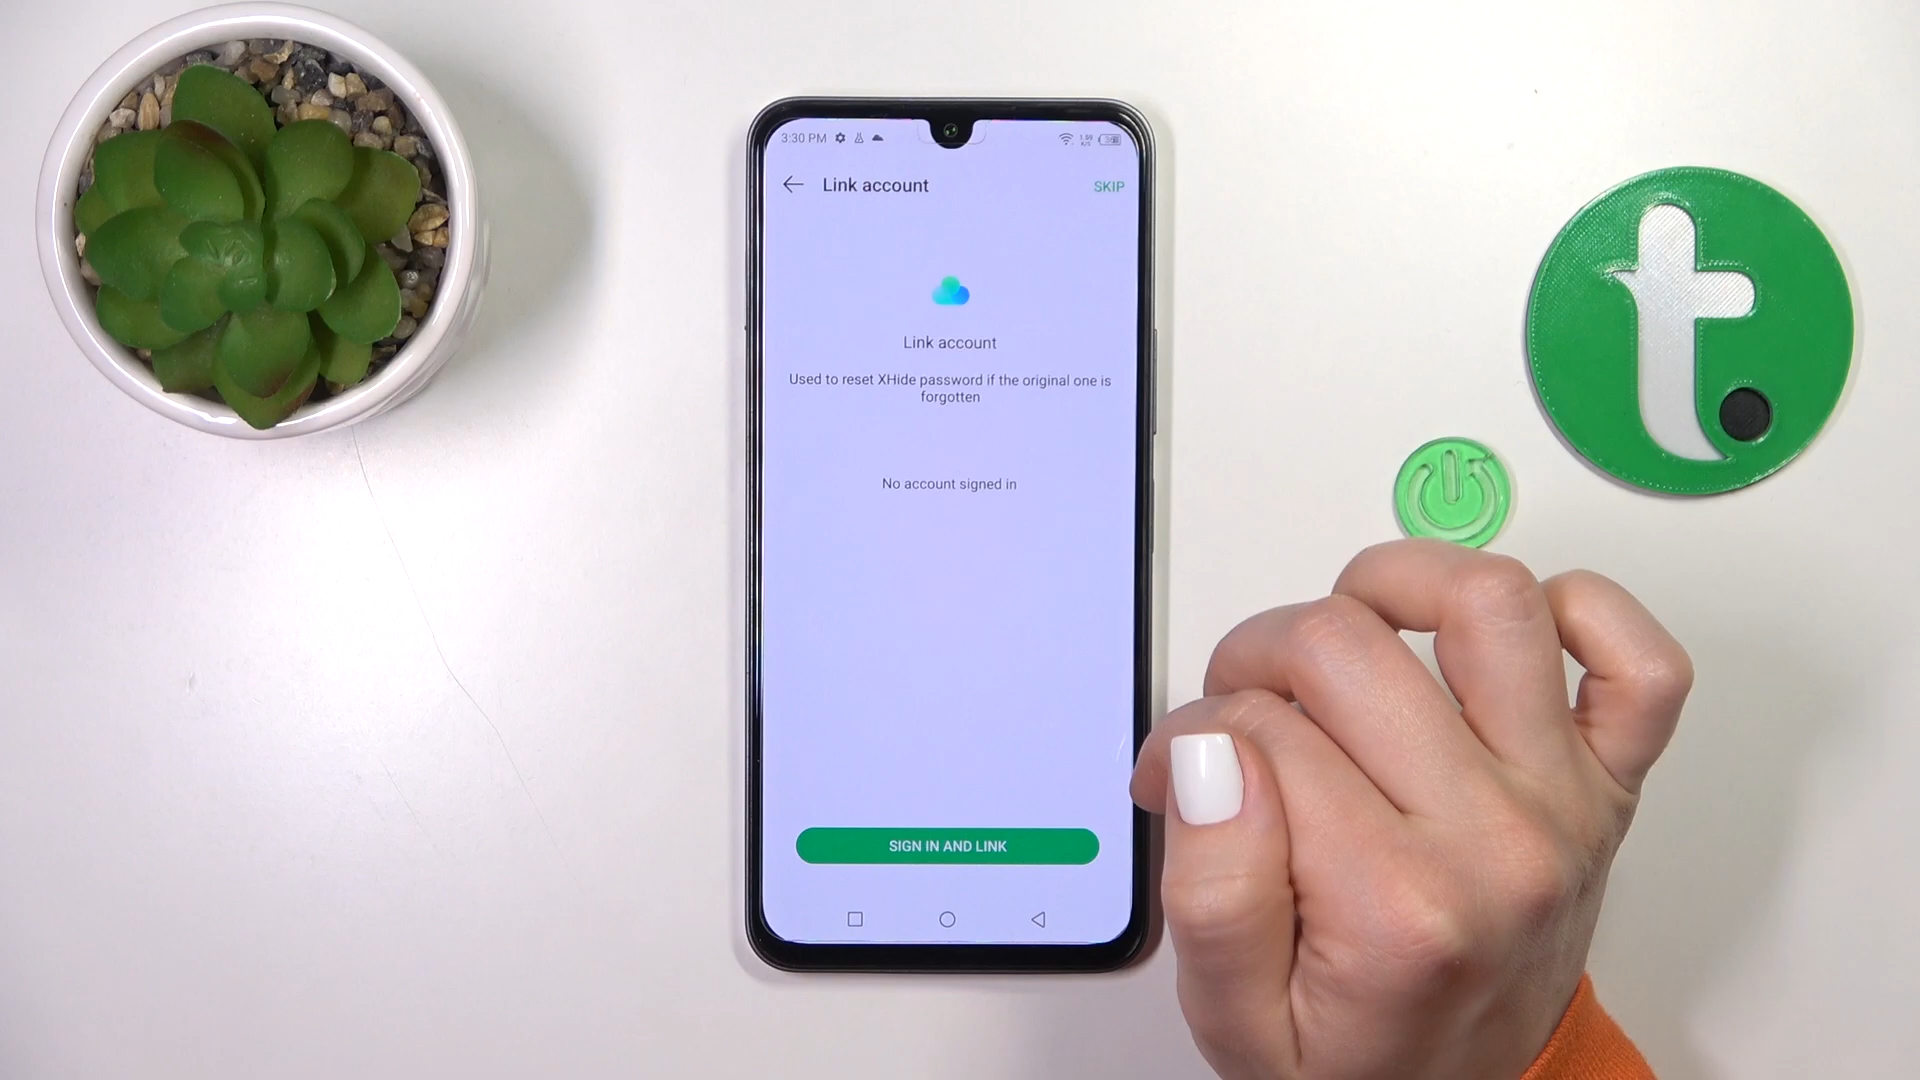 3:30 PM
Link account
SKIP
Link account
Used to reset XHide password if the original one is
forgotten
No account signed in
SIGN IN AND LINK
t.